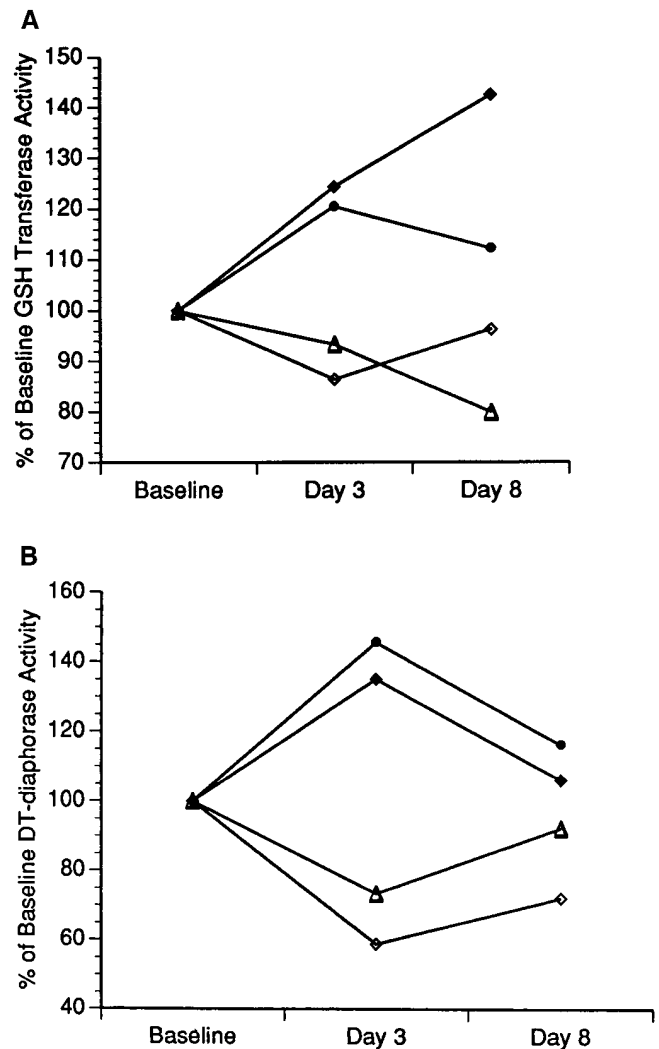 A
% of Baseline GSH Transferase Activity
150
140
130
120
110
100
90
80
70
Baseline Day 3 Day 8
B
% of Baseline DT-diaphorase Activity
160
140
120
100
80
60
40
Baseline Day 3 Day 8